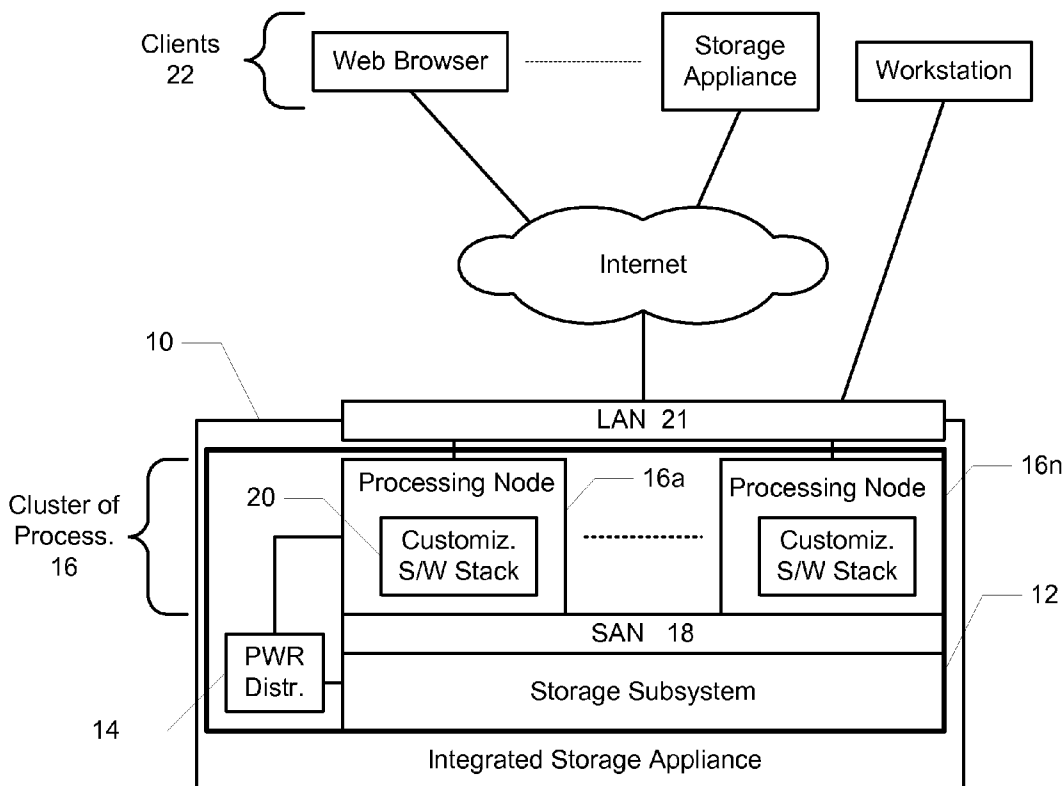 Clients
22
Web Browser
Storage
Appliance
Workstation
Internet
10
LAN 21
Cluster of
Process.
16
20
Processing Node
16a
Customiz.
S/W Stack
Processing Node
16n
Customiz.
S/W Stack
12
SAN 18
PWR
Distr.
14
Storage Subsystem
Integrated Storage Appliance